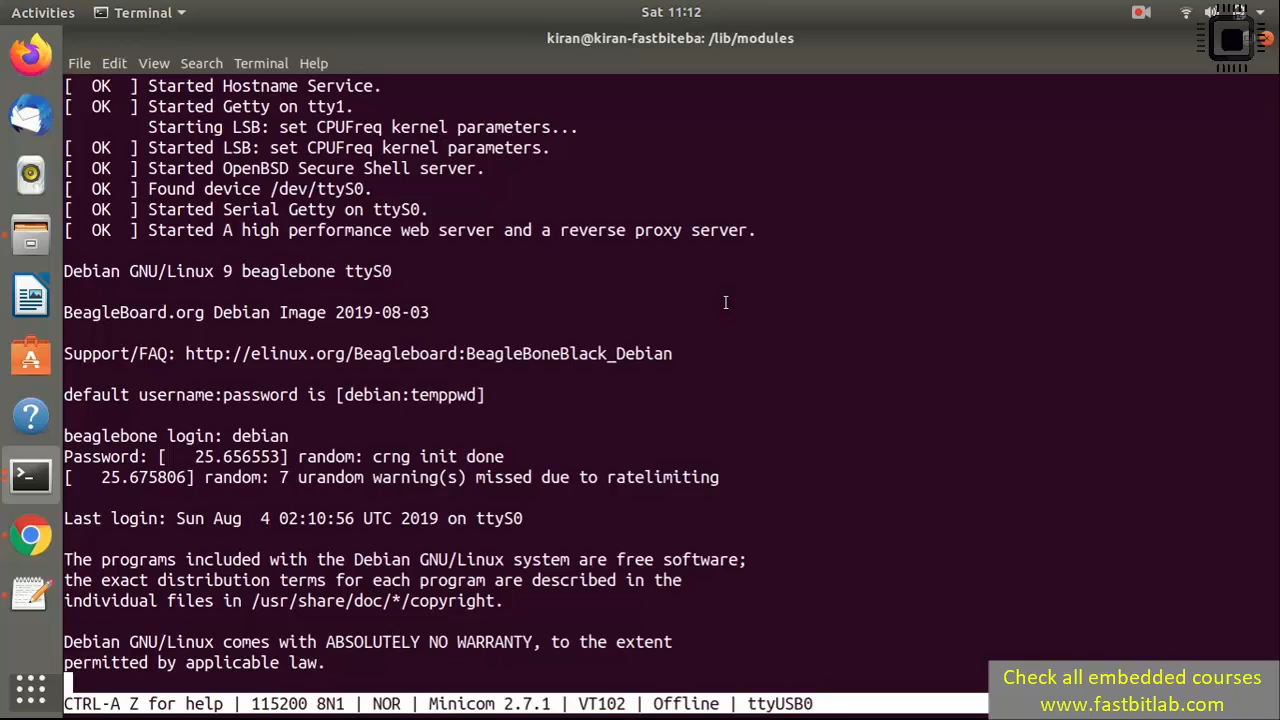 Activities
Terminal
Sat 11:12
kiran@kiran-fastbiteba: /lib/modules
File Edit View Search Terminal Help
[  OK  ] Started Hostname Service.
[  OK  ] Started Getty on tty1.
Starting LSB: set CPUFreq kernel parameters...
[  OK  ] Started LSB: set CPUFreq kernel parameters.
[  OK  ] Started OpenBSD Secure Shell server.
[  OK  ] Found device /dev/ttyS0.
[  OK  ] Started Serial Getty on ttyS0.
[  OK  ] Started A high performance web server and a reverse proxy server.
Debian GNU/Linux 9 beaglebone ttyS0
BeagleBoard.org Debian Image 2019-08-03
Support/FAQ: http://elinux.org/Beagleboard:BeagleBoneBlack_Debian
default username:password is [debian:temppwd]
beaglebone login: debian
Password: [   25.656553] random: crng init done
[   25.675806] random: 7 urandom warning(s) missed due to ratelimiting
Last login: Sun Aug  4 02:10:56 UTC 2019 on ttyS0
The programs included with the Debian GNU/Linux system are free software;
the exact distribution terms for each program are described in the
individual files in /usr/share/doc/*/copyright.
Debian GNU/Linux comes with ABSOLUTELY NO WARRANTY, to the extent
permitted by applicable law.
CTRL-A Z for help | 115200 8N1 | NOR | Minicom 2.7.1 | VT102 | Offline | ttyUSB0
Check all embedded courses
www.fastbitlab.com